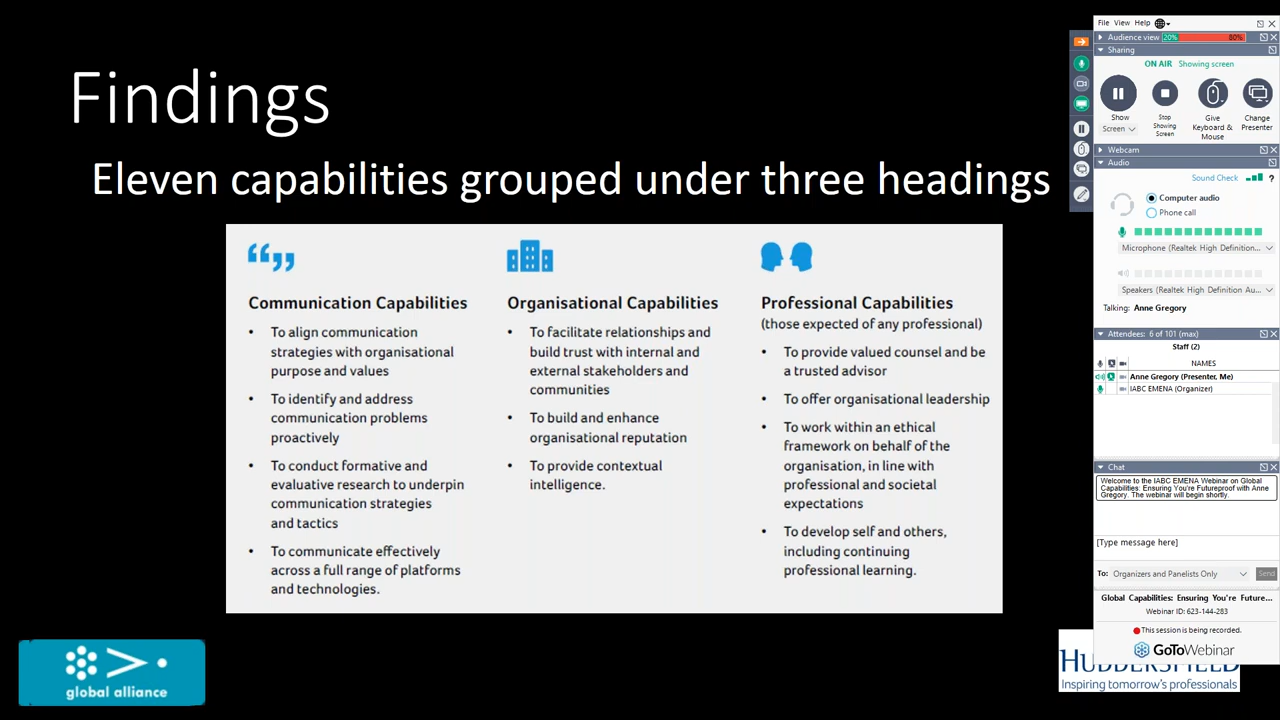 Findings
Eleven capabilities grouped under three headings
Communication Capabilities
• To align communication
strategies with organisational
purpose and values
• To identify and address
communication problems
proactively
• To conduct formative and
evaluative research to underpin
communication strategies
and tactics
• To communicate effectively
across a full range of platforms
and technologies.
Organisational Capabilities
• To facilitate relationships and
build trust with internal and
external stakeholders and
communities
• To build and enhance
organisational reputation
• To provide contextual
intelligence.
Professional Capabilities
(those expected of any professional)
• To provide valued counsel and be
a trusted advisor
• To offer organisational leadership
• To work within an ethical
framework on behalf of the
organisation, in line with
professional and societal
expectations
• To develop self and others,
including continuing
professional learning.
global alliance
Inspiring tomorrow's professionals
File View Help
Audience view 20% 80%
Sharing
ON AIR Showing screen
Show
Screen
Stop
Showing
Screen
Give
Keyboard &
Mouse
Change
Presenter
Webcam
Audio
Sound Check ?
Computer audio
Phone call
Microphone (Realtek High Definition...
Speakers (Realtek High Definition Au...
Talking: Anne Gregory
Attendees: 6 of 101 (max)
Staff (2)
NAMES
Anne Gregory (Presenter, Me)
IABC EMENA (Organizer)
Chat
Welcome to the IABC EMENA Webinar on Global
Capabilities: Ensuring You're Futureproof with Anne
Gregory. The webinar will begin shortly.
[Type message here]
To: Organizers and Panelists Only
Send
Global Capabilities: Ensuring You're Future...
Webinar ID: 623-144-283
This session is being recorded.
GoToWebinar